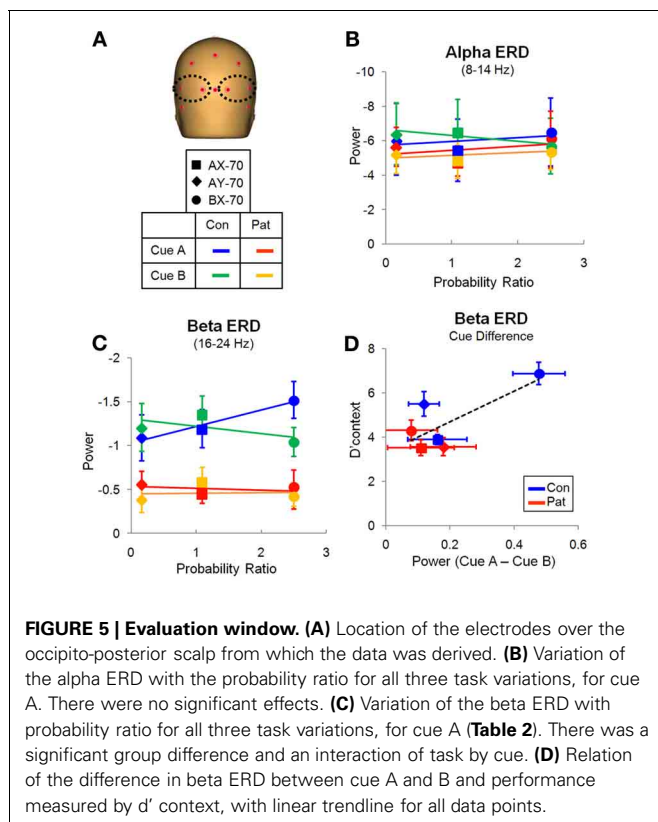 A
AX-70
AY-70
BX-70
Con Pat
Cue A
Cue B
B
Alpha ERD
(8-14 Hz)
Power
-10
-8
-6
-4
-2
0
0 1 2 3
Probability Ratio
C
Beta ERD
(16-24 Hz)
Power
-2
-1.5
-1
-0.5
0
0 1 2 3
Probability Ratio
D
Beta ERD
Cue Difference
D'context
8
6
4
2
0
0 0.2 0.4 0.6
Power (Cue A – Cue B)
Con
Pat
FIGURE 5 | Evaluation window. (A) Location of the electrodes over the
occipito-posterior scalp from which the data was derived. (B) Variation of
the alpha ERD with the probability ratio for all three task variations, for cue
A. There were no significant effects. (C) Variation of the beta ERD with
probability ratio for all three task variations, for cue A (Table 2). There was a
significant group difference and an interaction of task by cue. (D) Relation
of the difference in beta ERD between cue A and B and performance
measured by d' context, with linear trendline for all data points.